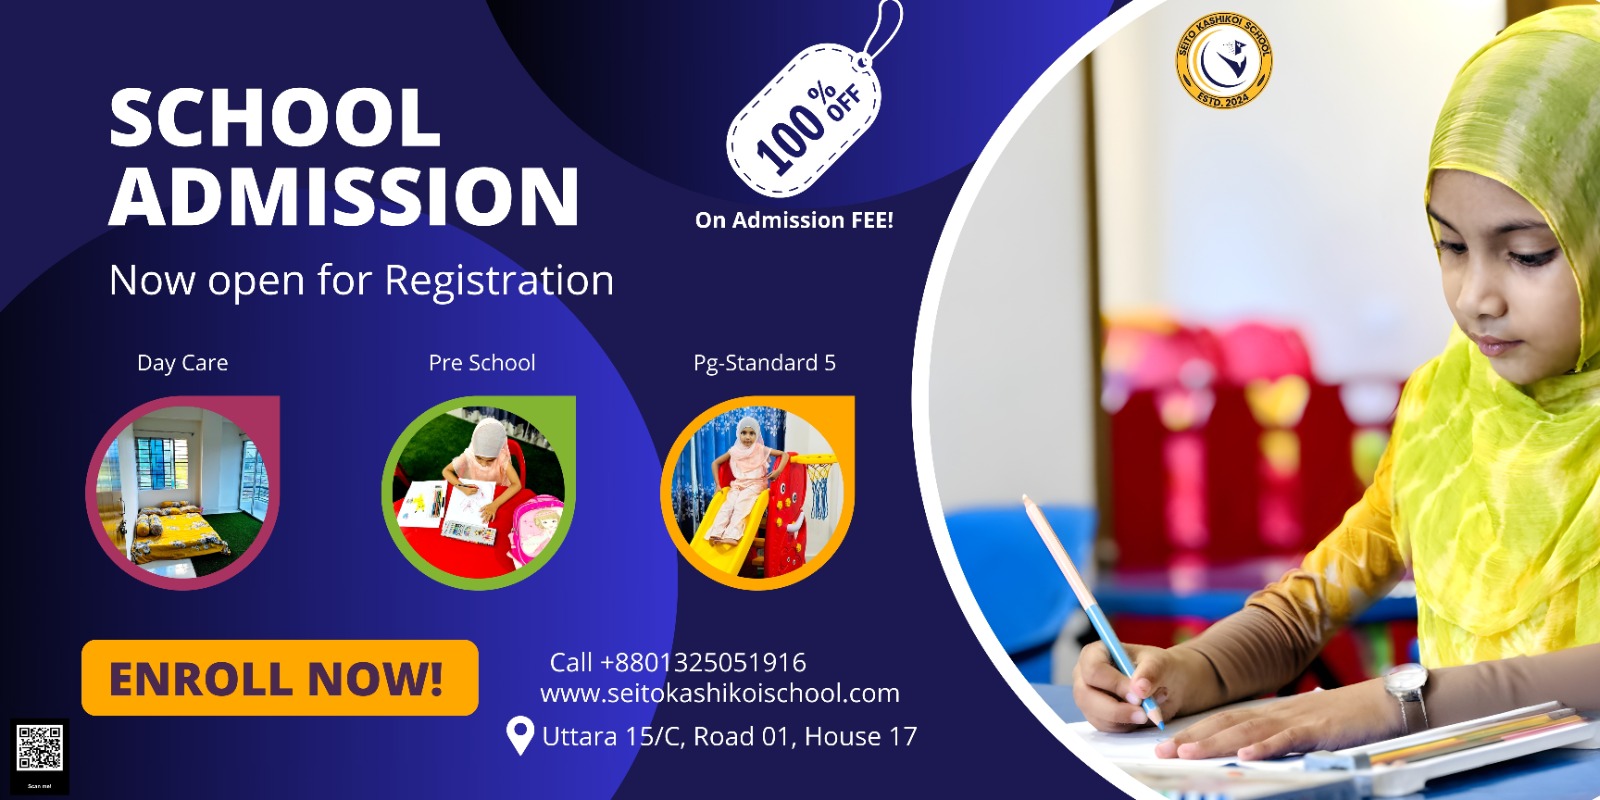 SCHOOL
ADMISSION
Now open for Registration
100 % OFF
On Admission FEE!
SEITO KASHIKOI SCHOOL
ESTD. 2024
Day Care
Pre School
Pg-Standard 5
ENROLL NOW!
Call +8801325051916
www.seitokashikoischool.com
Uttara 15/C, Road 01, House 17
Scan me!